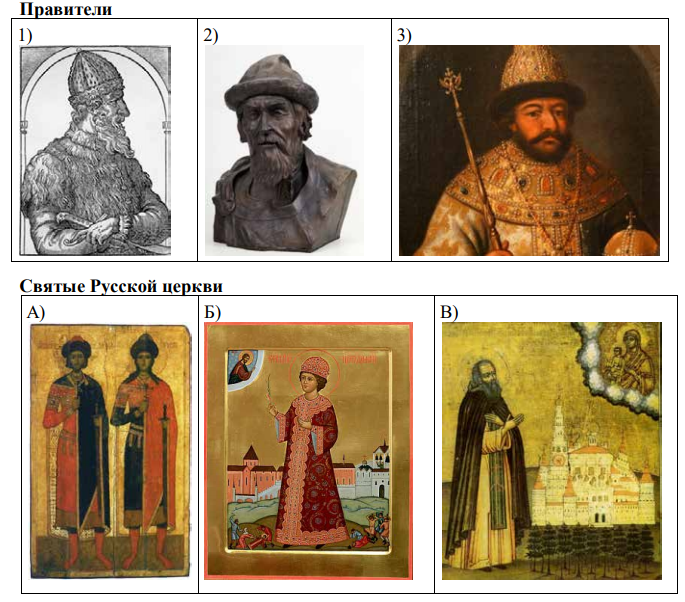 Правители
1)
2)
3)
Святые Русской церкви
А)
Б)
В)